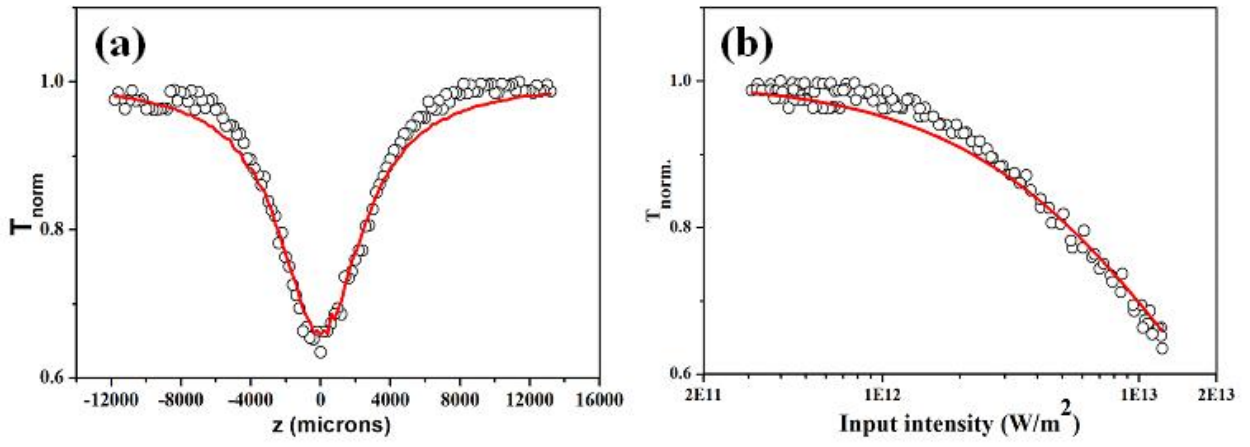 (a)
1.0
0.8
0.6
T_norm
-12000 -8000 -4000 0 4000 8000 12000 16000
z (microns)
(b)
1.0
0.8
0.6
T_norm.
2E11 1E12 1E13 2E13
Input intensity (W/m²)